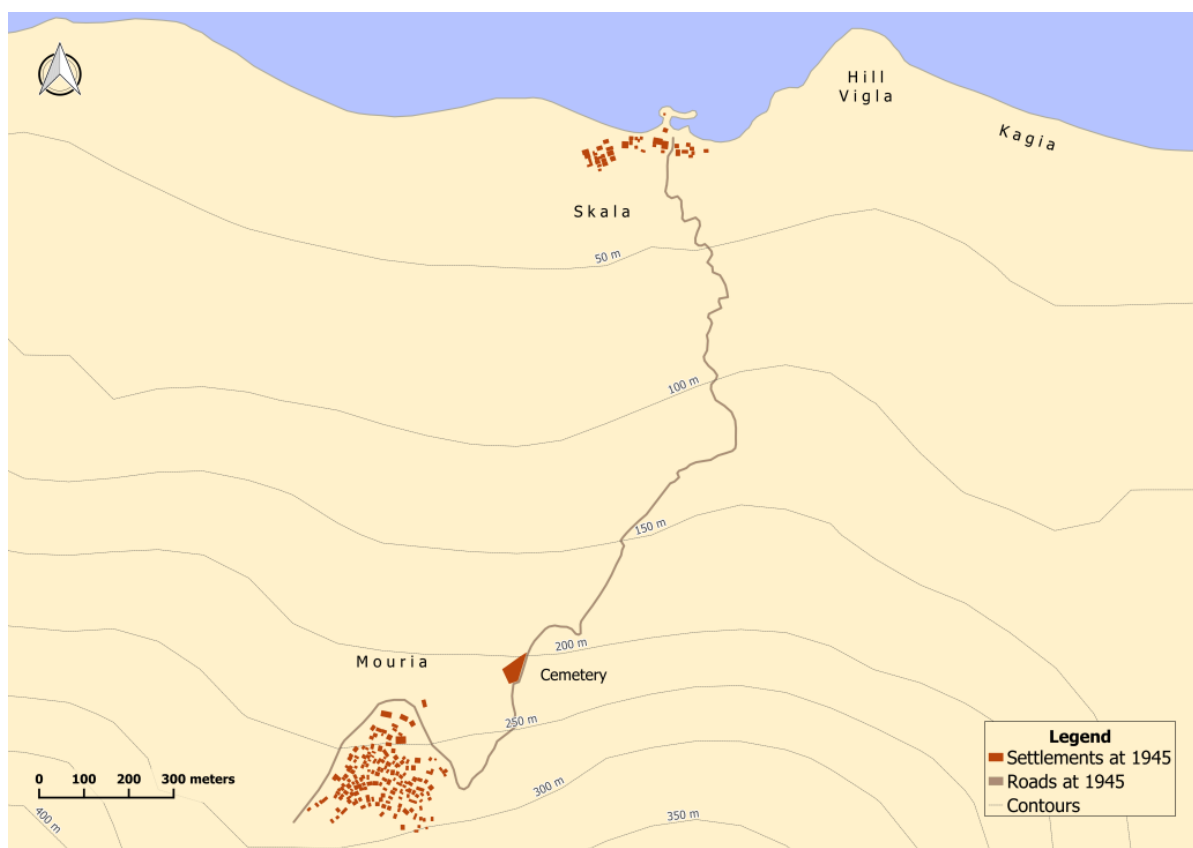 Hill
Vigla
Kagia
Skala
50 m
100 m
150 m
200 m
Mouria
Cemetery
250 m
300 m
350 m
400 m
0 100 200 300 meters
Legend
Settlements at 1945
Roads at 1945
Contours